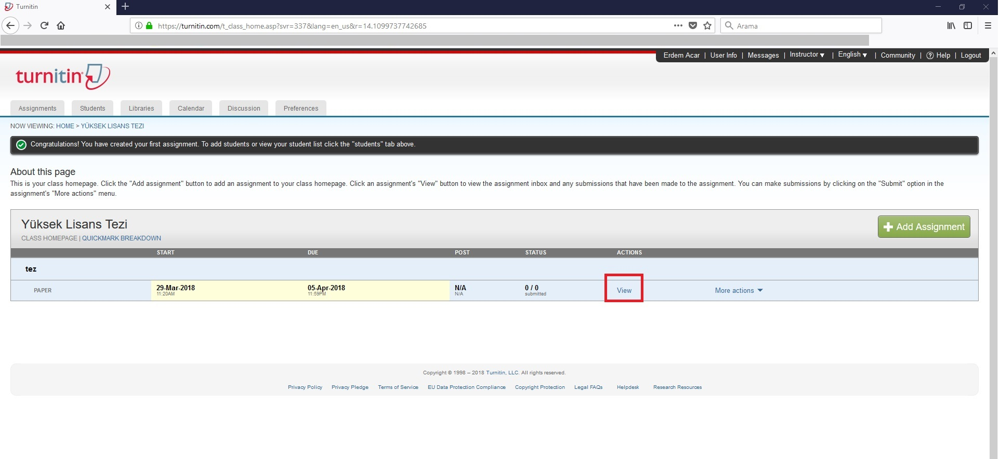 Turnitin
https://turnitin.com/t_class_home.asp?svr=337&lang=en_us&r=14.1099737742685
Arama
Erdem Acar | User Info | Messages | Instructor ▼ | English ▼ | Community | ? Help | Logout
turnitin
Assignments Students Libraries Calendar Discussion Preferences
NOW VIEWING: HOME > YÜKSEK LISANS TEZI
Congratulations! You have created your first assignment. To add students or view your student list click the "students" tab above.
About this page
This is your class homepage. Click the "Add assignment" button to add an assignment to your class homepage. Click an assignment's "View" button to view the assignment inbox and any submissions that have been made to the assignment. You can make submissions by clicking on the "Submit" option in the
assignment's "More actions" menu.
Yüksek Lisans Tezi
Add Assignment
CLASS HOMEPAGE | QUICKMARK BREAKDOWN
START DUE POST STATUS ACTIONS
tez
PAPER 29-Mar-2018 05-Apr-2018 N/A 0 / 0 View More actions
11:20AM 11:59PM N/A submitted
Copyright © 1998 – 2018 Turnitin, LLC. All rights reserved.
Privacy Policy Privacy Pledge Terms of Service EU Data Protection Compliance Copyright Protection Legal FAQs Helpdesk Research Resources